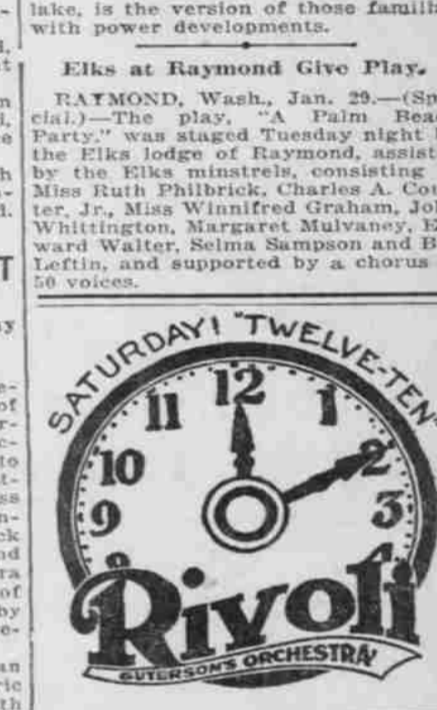 lake, is the version of those
with power developments.
Elks at Raymond Give Play.
RAYMOND, Wash., Jan. 29.—(Spe
cial.)—The play, "A Palm Bea
Party," was staged Tuesday night
the Elks lodge of Raymond, assist
by the Elks minstrels, consisting
Miss Ruth Philbrick, Charles A. Cou
ter, Jr., Miss Winnifred Graham, Jo
Whittington, Margaret Mulvaney, E
ward Walter, Selma Sampson and B
Leftin, and supported by a chorus
50 voices.
SATURDAY! "TWELVE-TEN"
12
11 1
10 2
9 3
8 4
Rivoli
GUTERSON'S ORCHESTRA